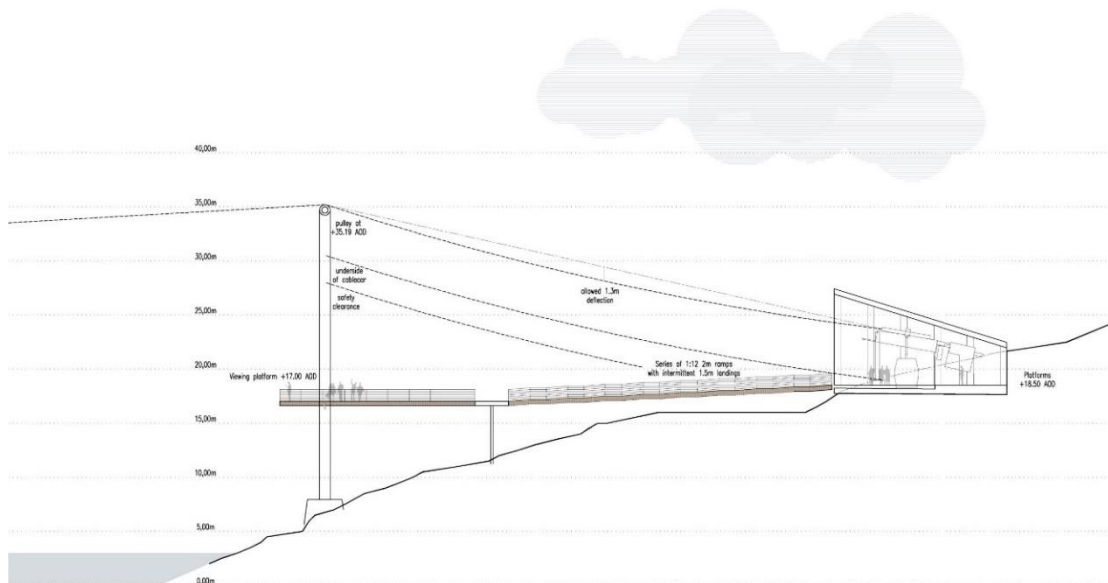 40,00m
35,00m
pulley at
+35.19 AOD
30,00m
underside
of cablecar
safety
clearance
allowed 1.3m
deflection
25,00m
20,00m
Viewing platform +17.00 AOD
Series of 1:12 2m ramps
with intermittent 1.5m landings
Platforms
+18.50 AOD
15,00m
10,00m
5,00m
0,00m